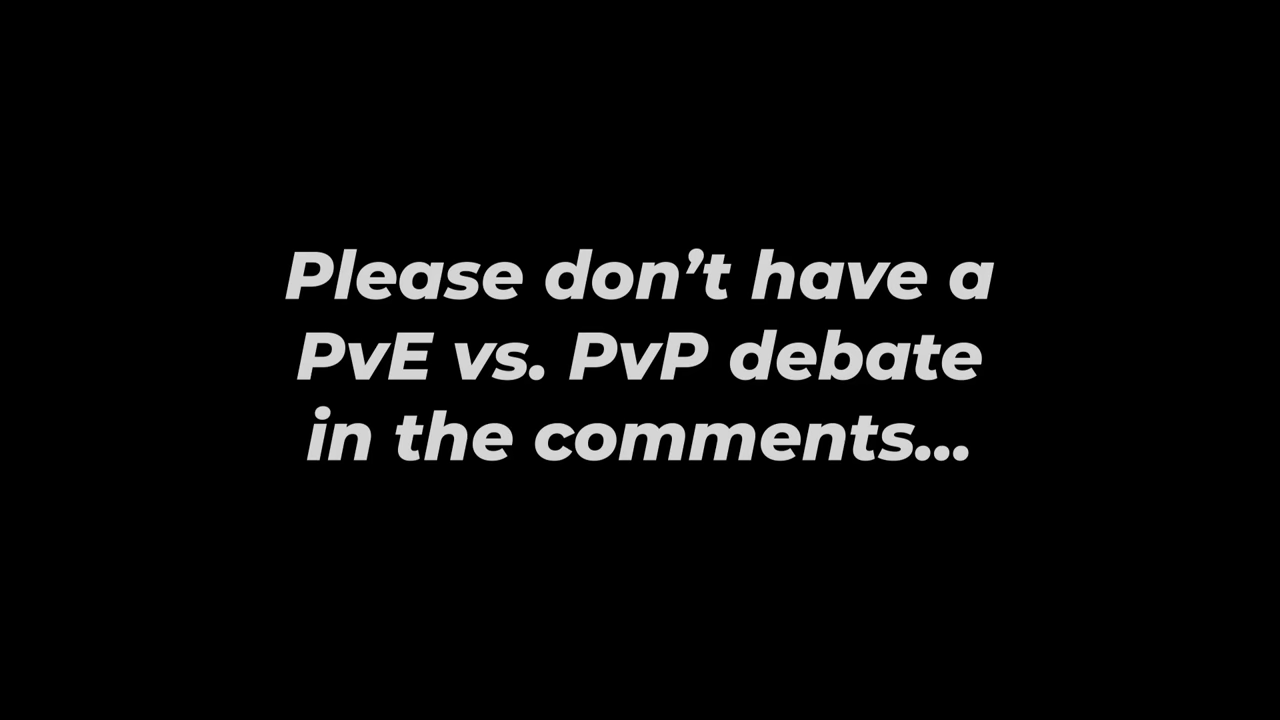 Please don’t have a
PvE vs. PvP debate
in the comments...